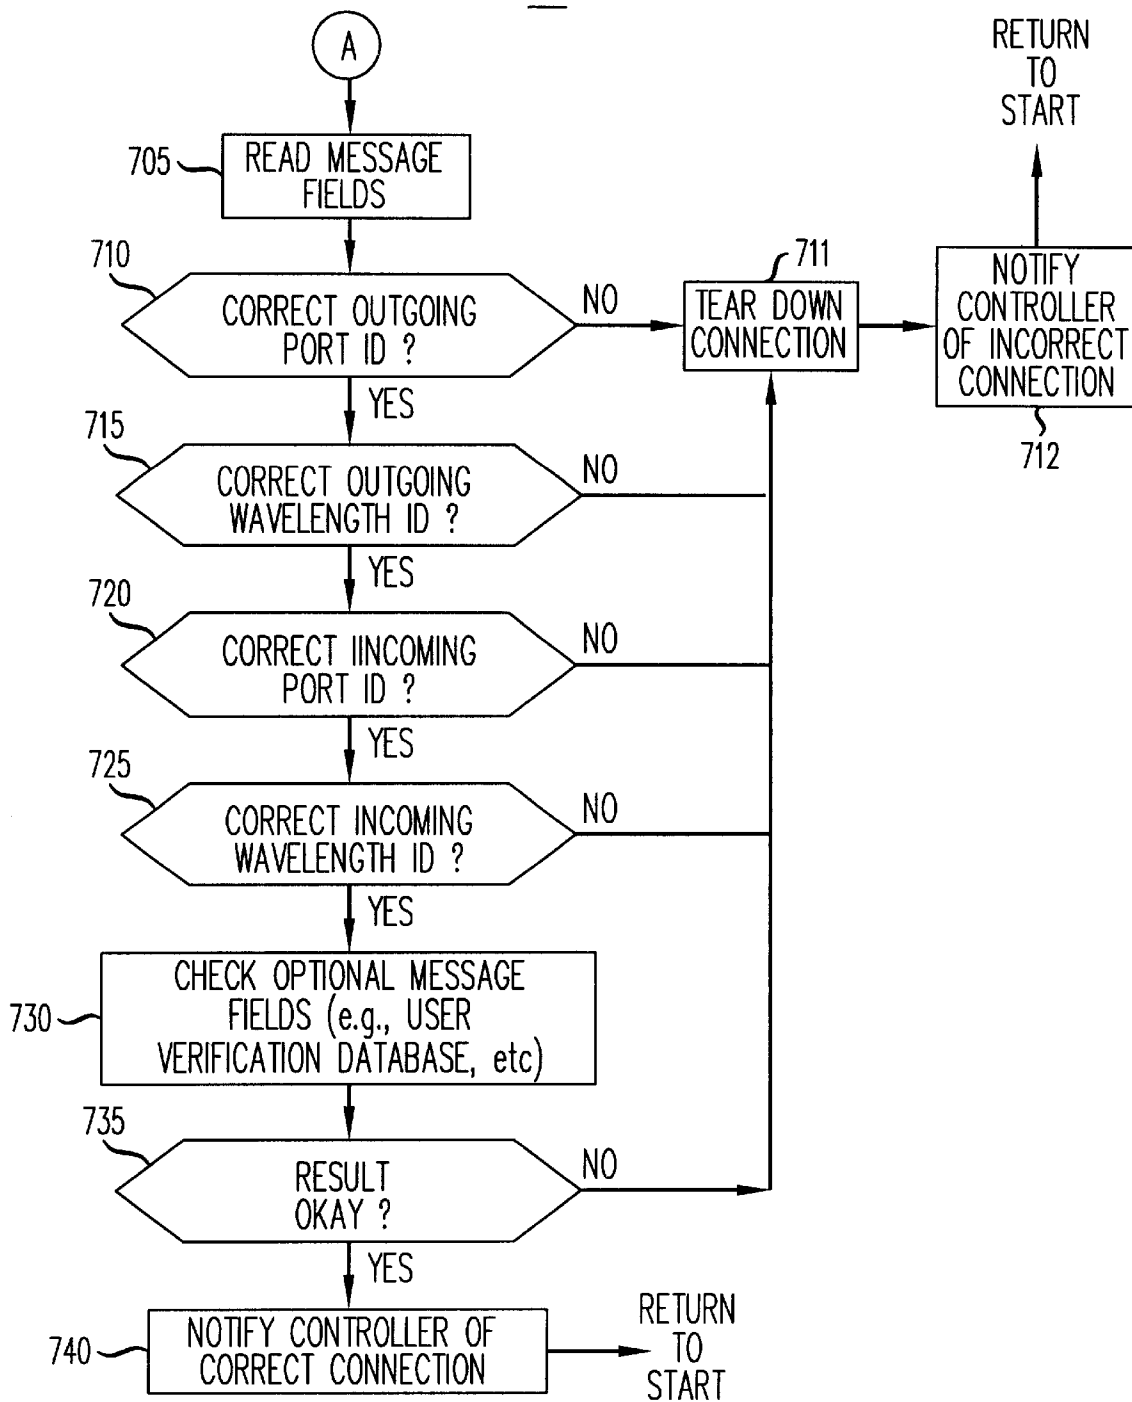 A
RETURN
TO
START
705
READ MESSAGE
FIELDS
710
CORRECT OUTGOING
PORT ID ?
NO
711
TEAR DOWN
CONNECTION
NOTIFY
CONTROLLER
OF INCORRECT
CONNECTION
712
YES
715
CORRECT OUTGOING
WAVELENGTH ID ?
NO
YES
720
CORRECT IINCOMING
PORT ID ?
NO
YES
725
CORRECT INCOMING
WAVELENGTH ID ?
NO
YES
730
CHECK OPTIONAL MESSAGE
FIELDS (e.g., USER
VERIFICATION DATABASE, etc)
735
RESULT
OKAY ?
NO
YES
740
NOTIFY CONTROLLER OF
CORRECT CONNECTION
RETURN
TO
START